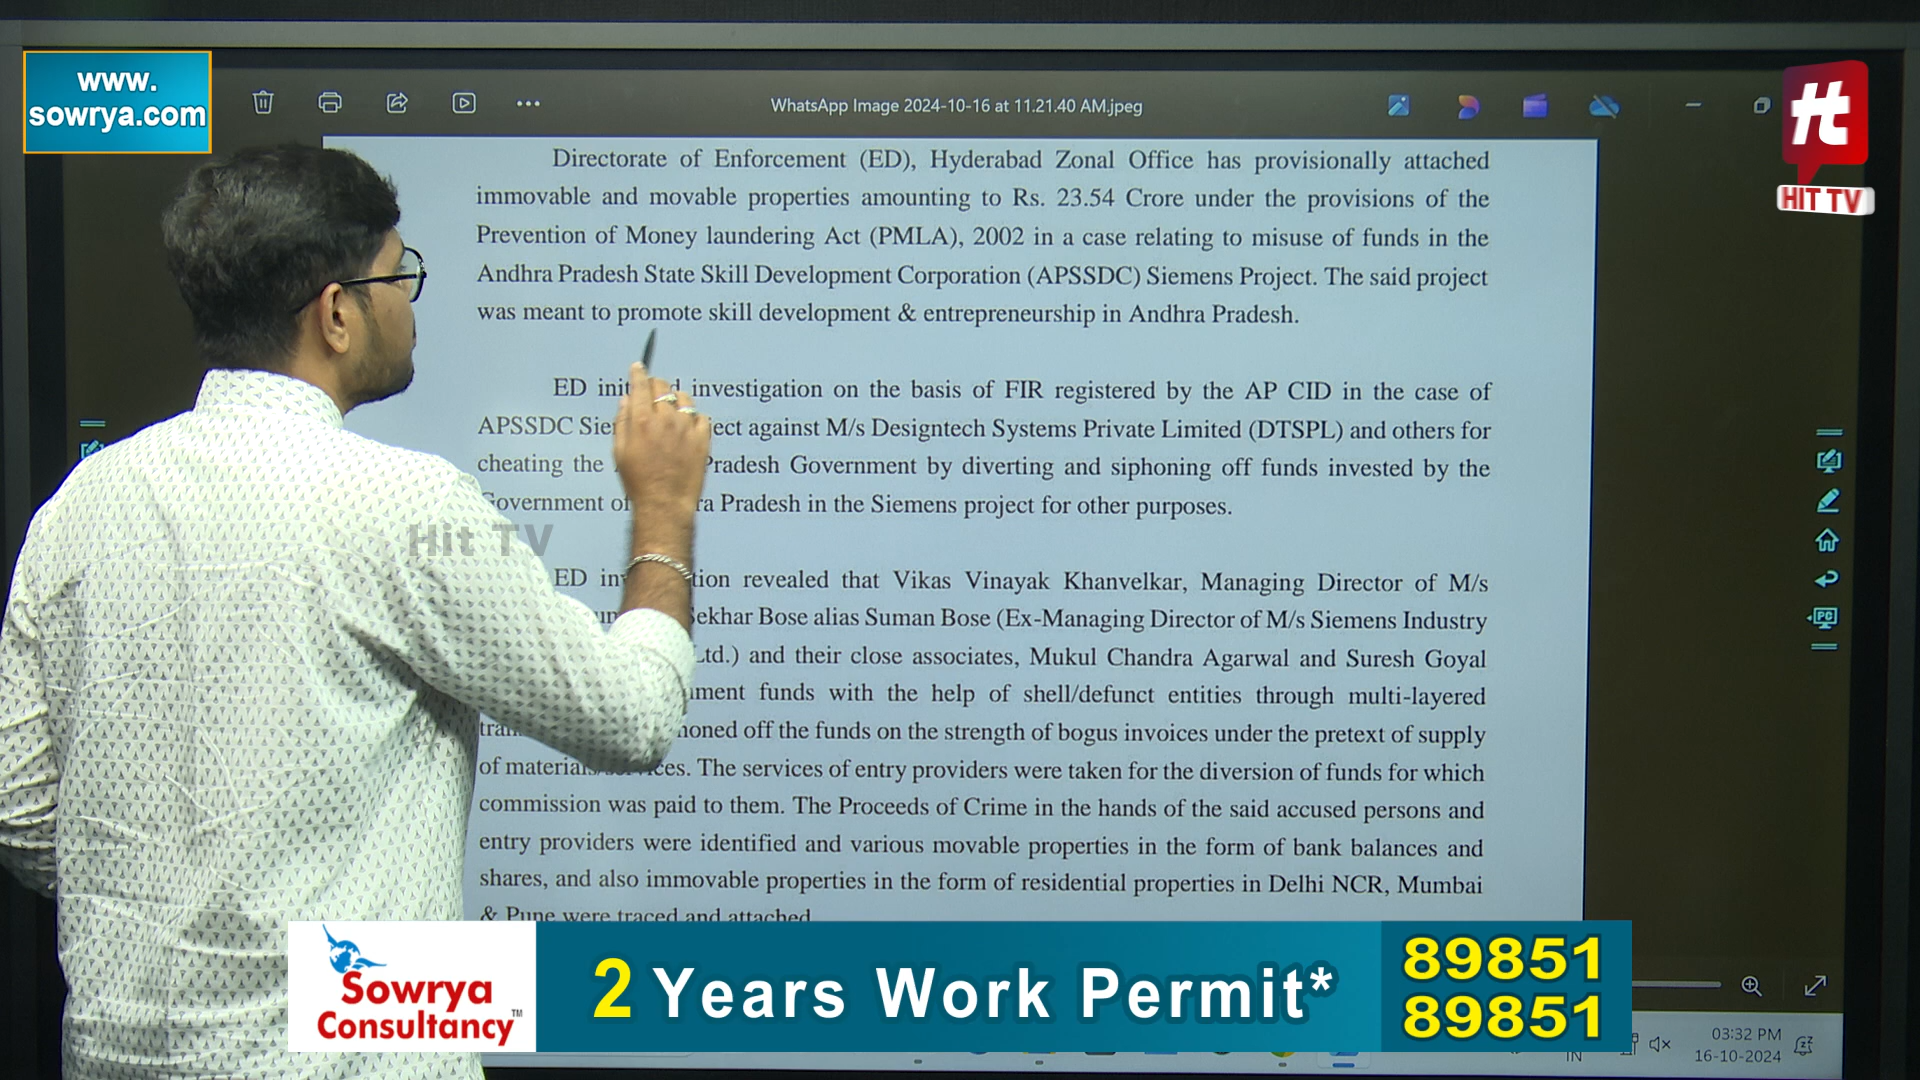 www.
sowrya.com
WhatsApp Image 2024-10-16 at 11.21.40 AM.jpeg
HIT TV
Directorate of Enforcement (ED), Hyderabad Zonal Office has provisionally attached
immovable and movable properties amounting to Rs. 23.54 Crore under the provisions of the
Prevention of Money laundering Act (PMLA), 2002 in a case relating to misuse of funds in the
Andhra Pradesh State Skill Development Corporation (APSSDC) Siemens Project. The said project
was meant to promote skill development & entrepreneurship in Andhra Pradesh.
ED investigation on the basis of FIR registered by the AP CID in the case of
APSSDC against M/s Designtech Systems Private Limited (DTSPL) and others for
cheating the Pradesh Government by diverting and siphoning off funds invested by the
Government of Pradesh in the Siemens project for other purposes.
Hit TV
ED revealed that Vikas Vinayak Khanvelkar, Managing Director of M/s
Sekhar Bose alias Suman Bose (Ex-Managing Director of M/s Siemens Industry
Ltd.) and their close associates, Mukul Chandra Agarwal and Suresh Goyal
funds with the help of shell/defunct entities through multi-layered
off the funds on the strength of bogus invoices under the pretext of supply
of The services of entry providers were taken for the diversion of funds for which
commission was paid to them. The Proceeds of Crime in the hands of the said accused persons and
entry providers were identified and various movable properties in the form of bank balances and
shares, and also immovable properties in the form of residential properties in Delhi NCR, Mumbai
& Pune were traced and attached
PC
Sowrya
Consultancy™
2 Years Work Permit*
89851
89851
IN
03:32 PM
16-10-2024